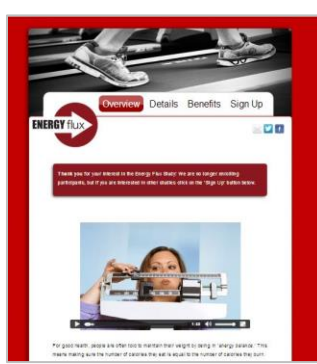 Overview Details Benefits Sign Up
ENERGY flux
Thank you for your interest in the Energy Flux Study! We are no longer enrolling
participants, but if you are interested in other studies click on the "Sign Up" button below.
For good health, people are often told to maintain their weight by being in "energy balance". This
means making sure the number of calories they eat is equal to the number of calories they burn